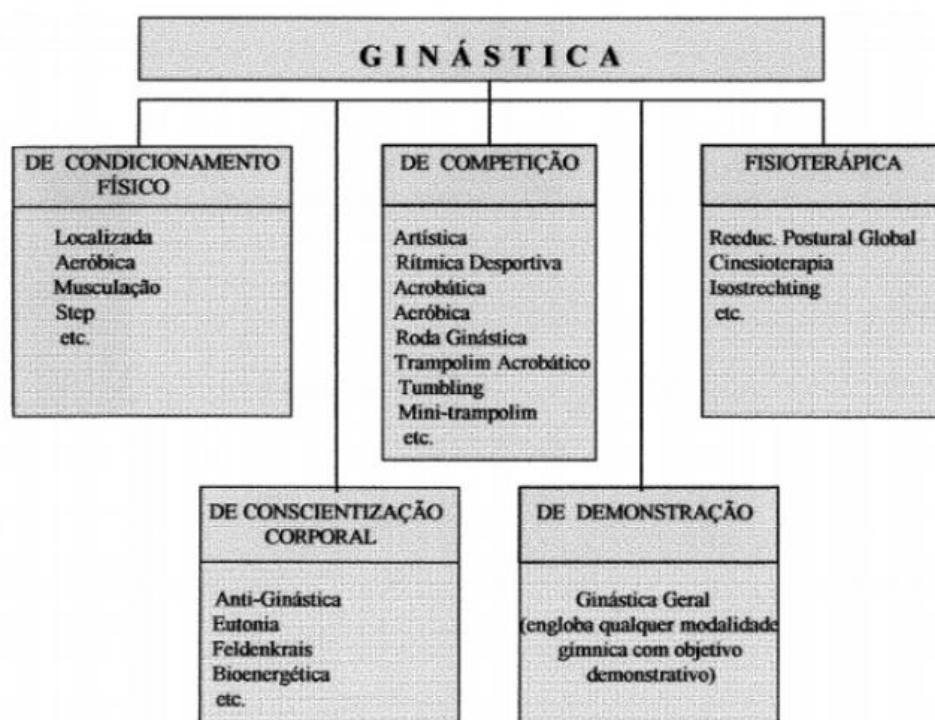 GINÁSTICA
DE CONDICIONAMENTO
FÍSICO
Localizada
Aeróbica
Musculação
Step
etc.
DE COMPETIÇÃO
Artística
Rítmica Desportiva
Acrobática
Aeróbica
Roda Ginástica
Trampolim Acrobático
Tumbling
Mini-trampolim
etc.
FISIOTERÁPICA
Reeduc. Postural Global
Cinesioterapia
Isostrechting
etc.
DE CONSCIENTIZAÇÃO
CORPORAL
Anti-Ginástica
Eutonia
Feldenkrais
Bioenergética
etc.
DE DEMONSTRAÇÃO
Ginástica Geral
(engloba qualquer modalidade
gímnica com objetivo
demonstrativo)